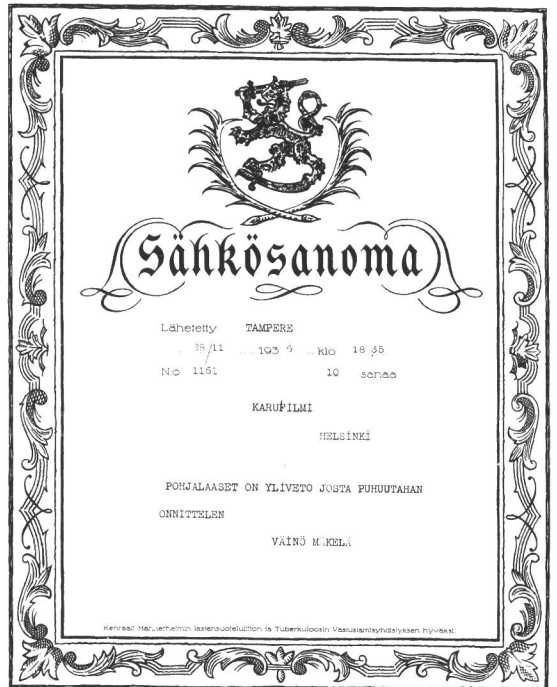 Sähkösanoma
Lähetetty TAMPERE
28/11 193 6 klo 18 35
N:o 1161 10 sanaa
KARUFILMI
HELSINKI
POHJALAASET ON YLIVETO JOSTA PUHUUTAHAN
ONNITTELEN
VÄINÖ MÄKELÄ
Kenraali Mannerheimin lastensuojeluliiton ja Tuberkuloosin Vastustamisyhdistyksen hyväksi.